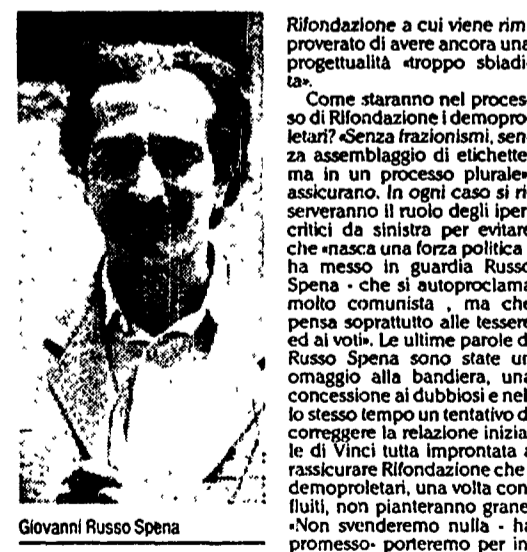 Rifondazione a cui viene rim
proverato di avere ancora una
progettualità «troppo sbiadi
ta».
Come staranno nel proces
so di Rifondazione i demopro
letari? «Senza frazionismi, sen
za assemblaggio di etichette
ma in un processo plurale»
assicurano. In ogni caso si ri
serveranno il ruolo degli iper
critici da sinistra per evitare
che «nasca una forza politica
ha messo in guardia Russo
Spena - che si autoproclama
molto comunista , ma che
pensa soprattutto alle tessere
ed ai voti». Le ultime parole d
Russo Spena sono state un
omaggio alla bandiera, una
concessione ai dubbiosi e nel
lo stesso tempo un tentativo d
correggere la relazione inizia
le di Vinci tutta improntata a
rassicurare Rifondazione che
demoproletari, una volta con
fluiti, non pianteranno grane
«Non svenderemo nulla - ha
promesso- porteremo per in
Giovanni Russo Spena